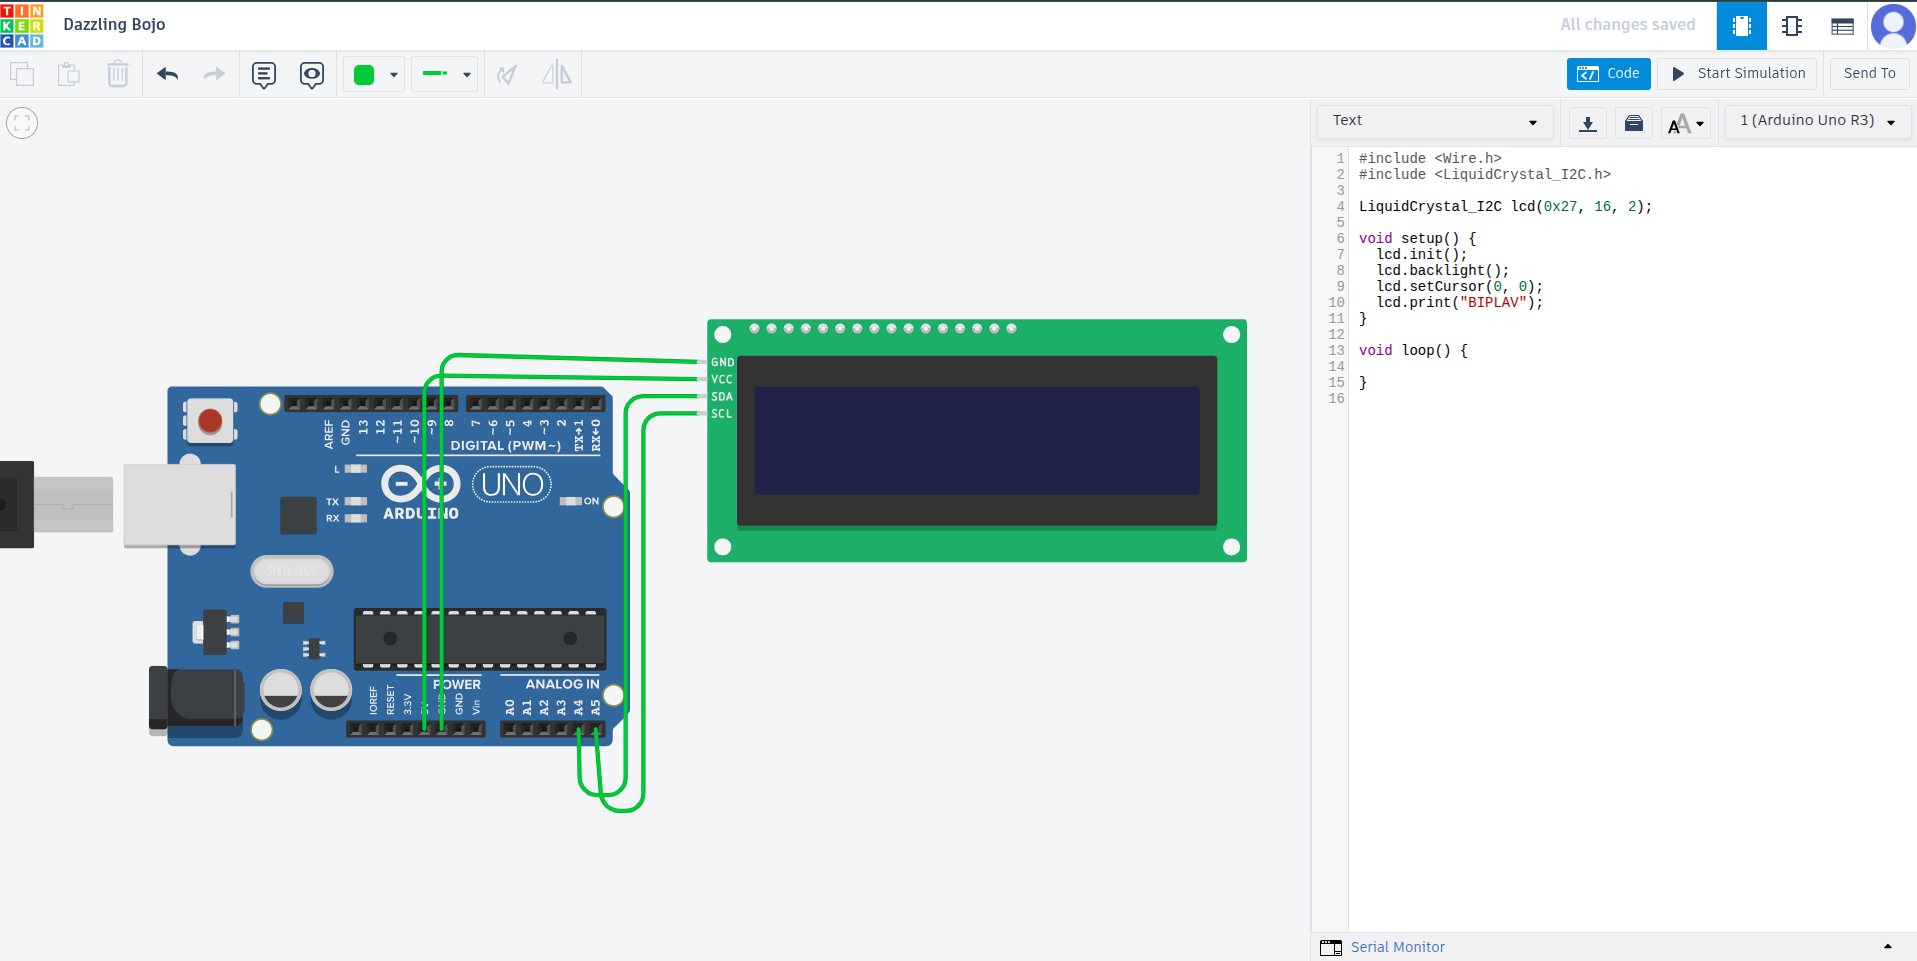 TIN
KER
CAD
Dazzling Bojo
All changes saved
Code
Start Simulation
Send To
Text
1 (Arduino Uno R3)
1 #include <Wire.h>
2 #include <LiquidCrystal_I2C.h>
3
4 LiquidCrystal_I2C lcd(0x27, 16, 2);
5
6 void setup() {
7 lcd.init();
8 lcd.backlight();
9 lcd.setCursor(0, 0);
10 lcd.print("BIPLAV");
11 }
12
13 void loop() {
14
15 }
16
GND
VCC
SDA
SCL
AREF GND 13 12 ~11 ~10 ~9 8 7 ~6 ~5 4 ~3 2 TX→1 RX←0
DIGITAL (PWM~)
L
TX
RX
ARDUINO
UNO
ON
SPK16.000G
POWER
ANALOG IN
IOREF RESET 3.3V GND Vin A0 A1 A2 A3 A4 A5
Serial Monitor